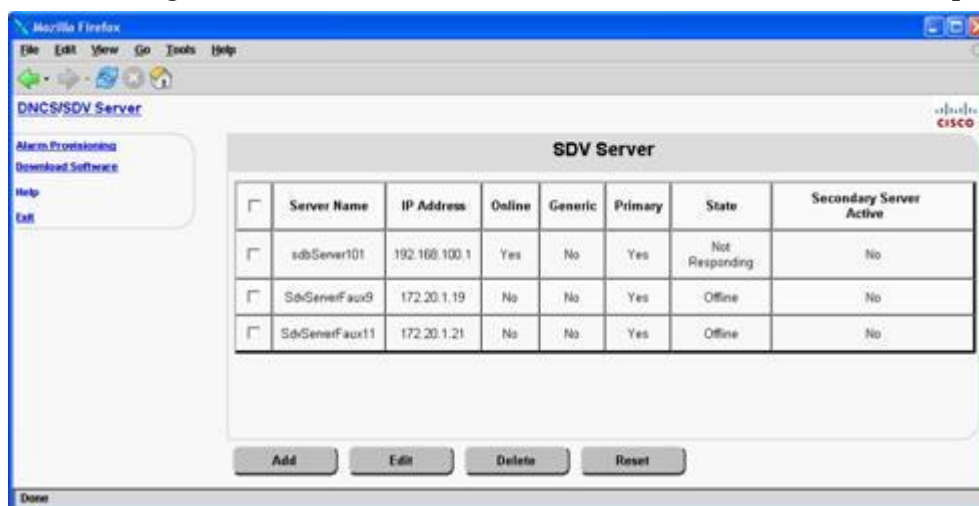 Mozilla Firefox
File Edit View Go Tools Help
DNCS/SDV Server
CISCO
Alarm Provisioning
Download Software
Help
Exit
SDV Server
Server Name IP Address Online Generic Primary State Secondary Server Active
sdbServer101 192.168.100.1 Yes No Yes Not Responding No
SdvServerFaux9 172.20.1.19 No No Yes Offline No
SdvServerFaux11 172.20.1.21 No No Yes Offline No
Add Edit Delete Reset
Done